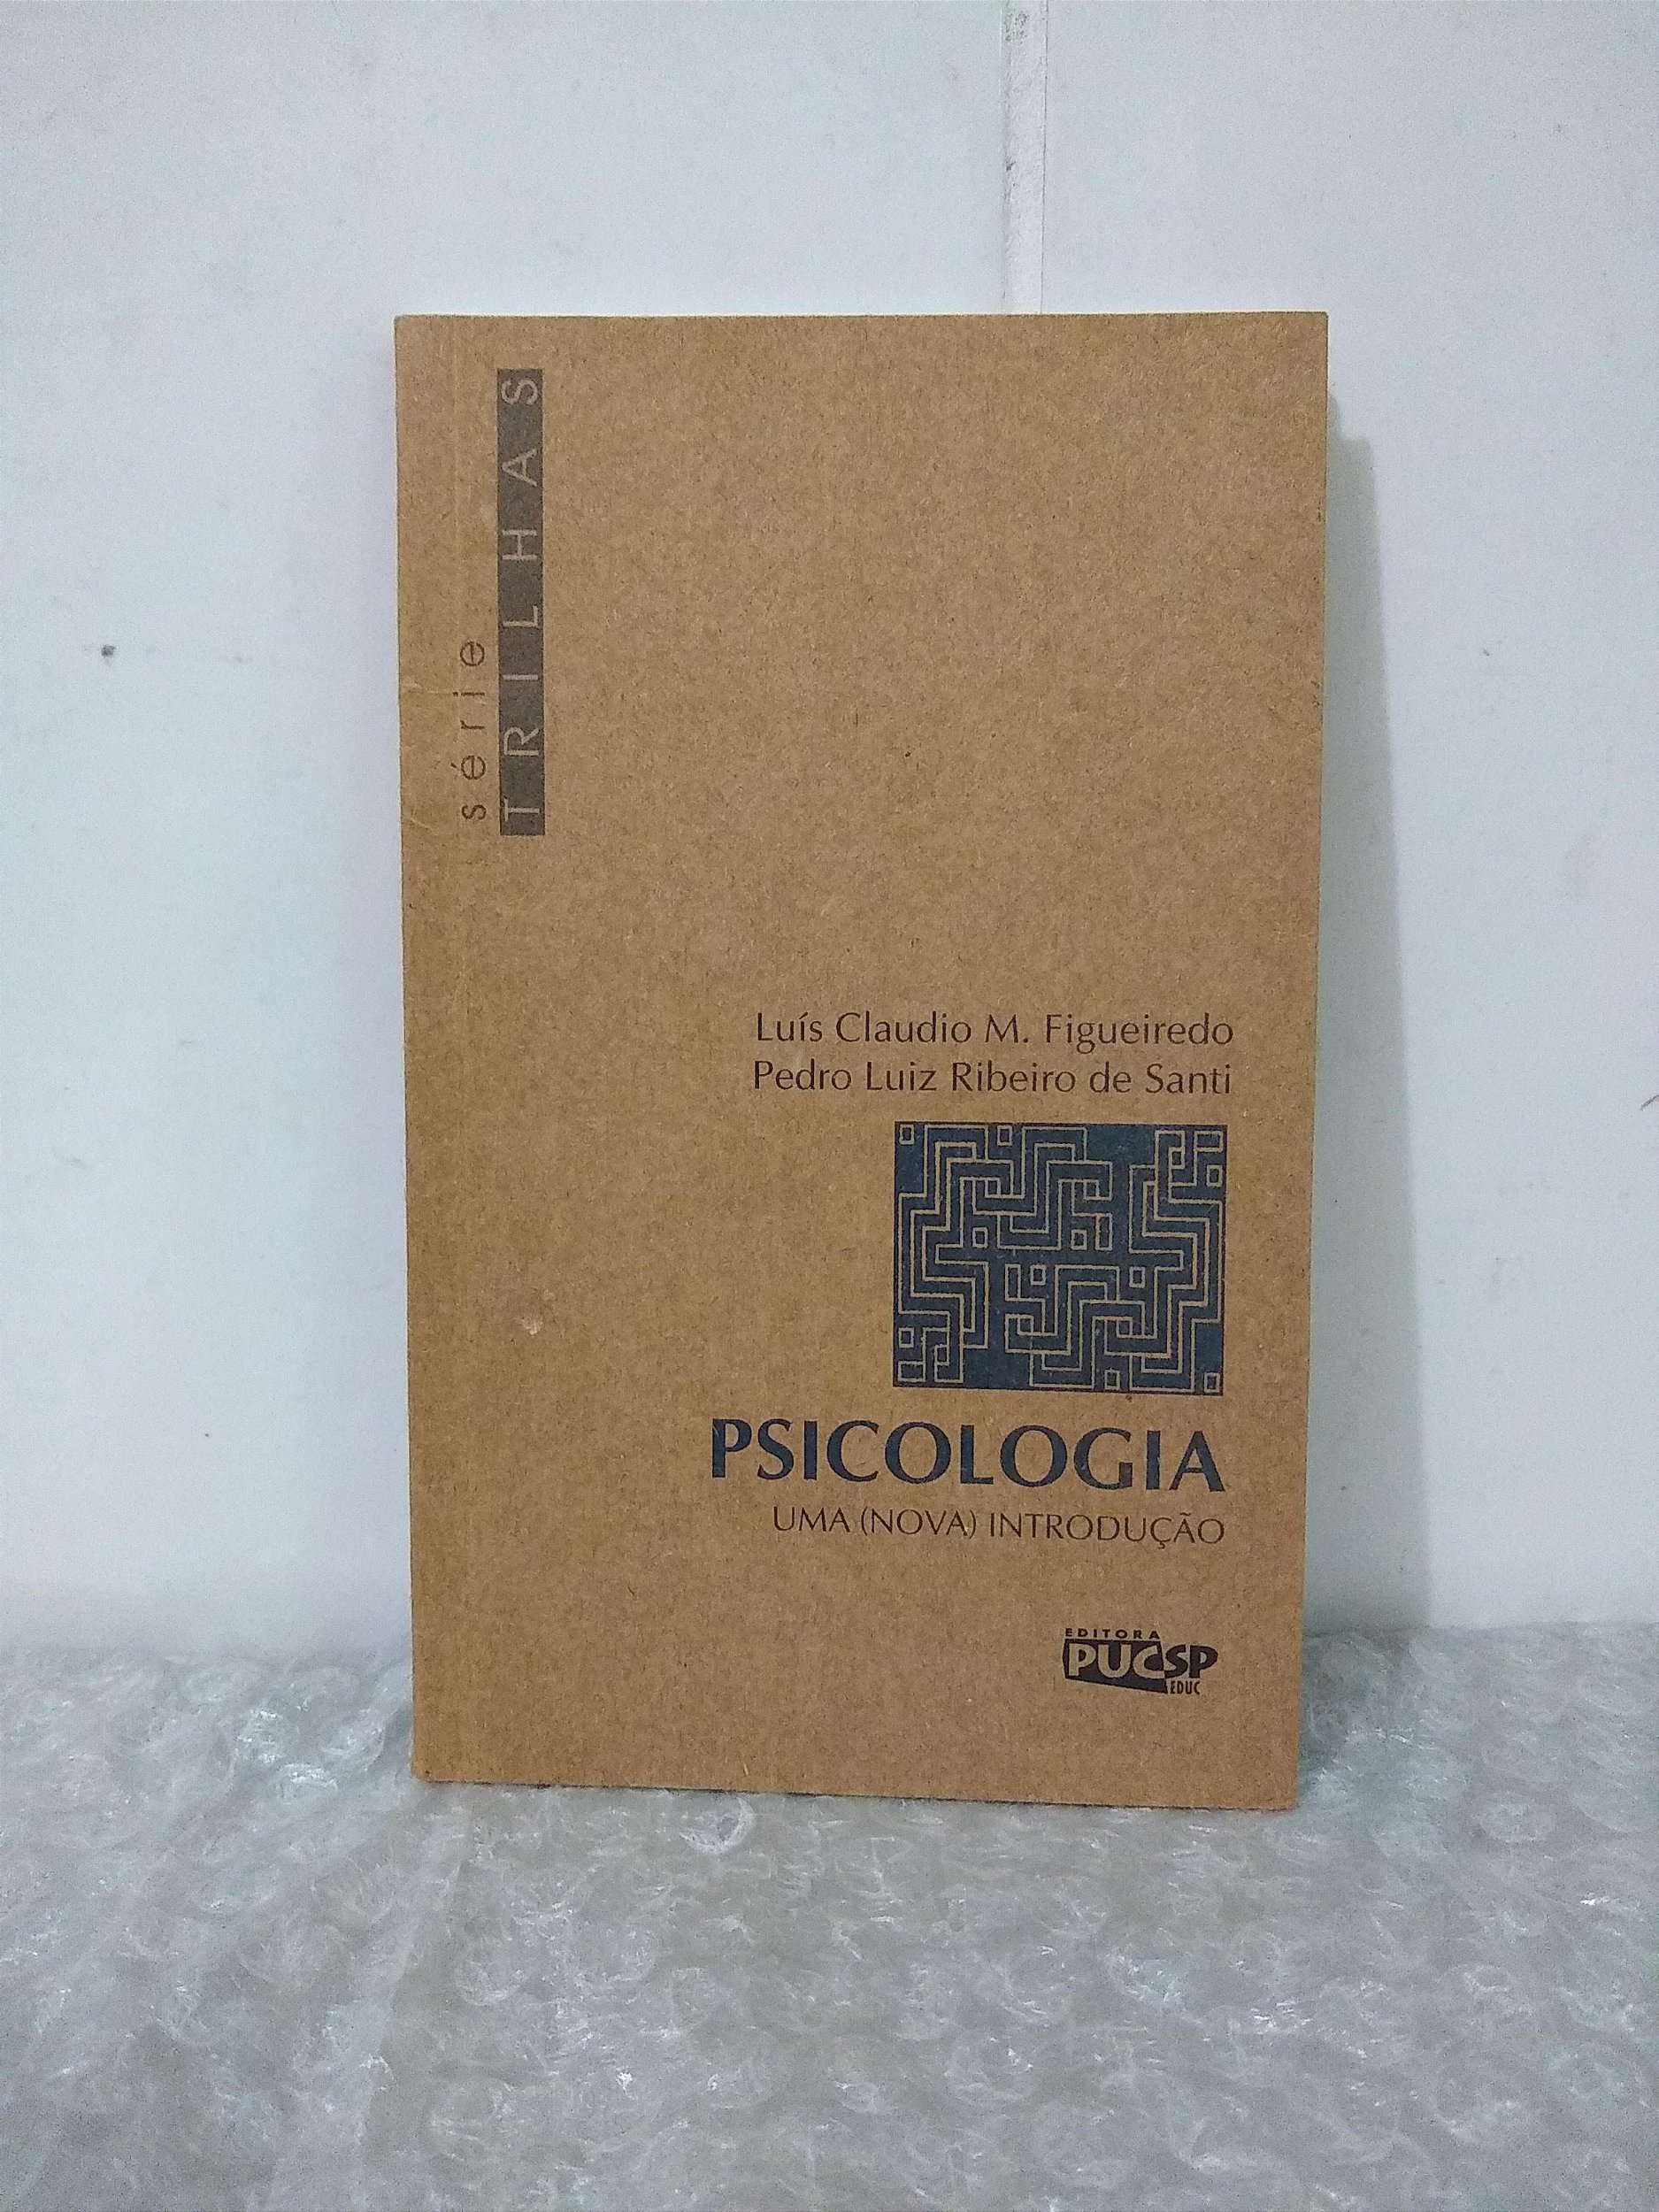 série
TRILHAS
Luís Claudio M. Figueiredo
Pedro Luiz Ribeiro de Santi
PSICOLOGIA
UMA (NOVA) INTRODUÇÃO
EDITORA
PUCSP
EDUC